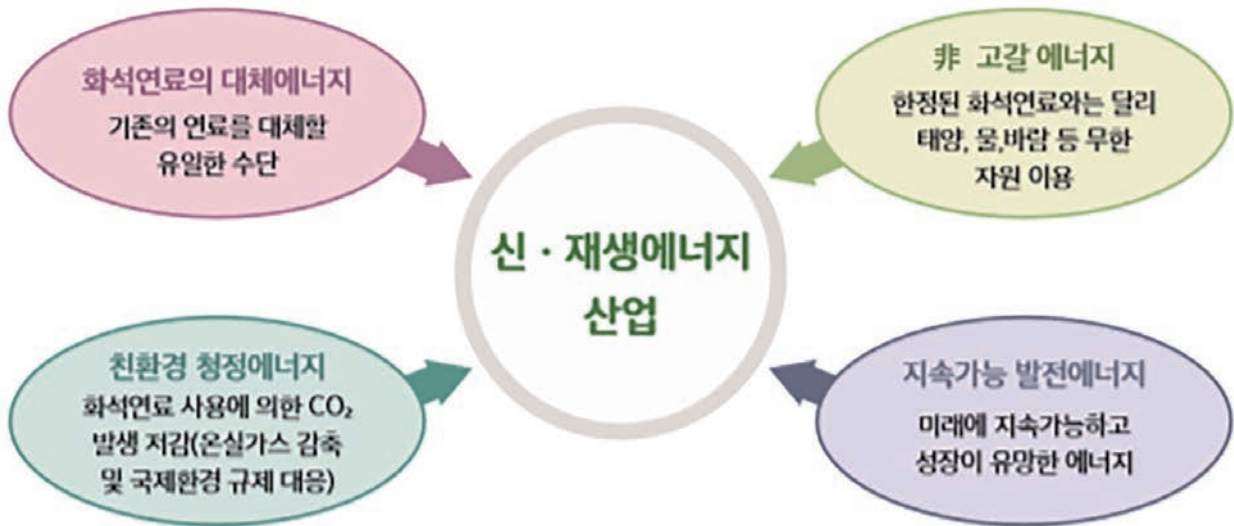 화석연료의 대체에너지
기존의 연료를 대체할
유일한 수단
非 고갈 에너지
한정된 화석연료와는 달리
태양, 물,바람 등 무한
자원 이용
신 · 재생에너지
산업
친환경 청정에너지
화석연료 사용에 의한 CO₂
발생 저감(온실가스 감축
및 국제환경 규제 대응)
지속가능 발전에너지
미래에 지속가능하고
성장이 유망한 에너지